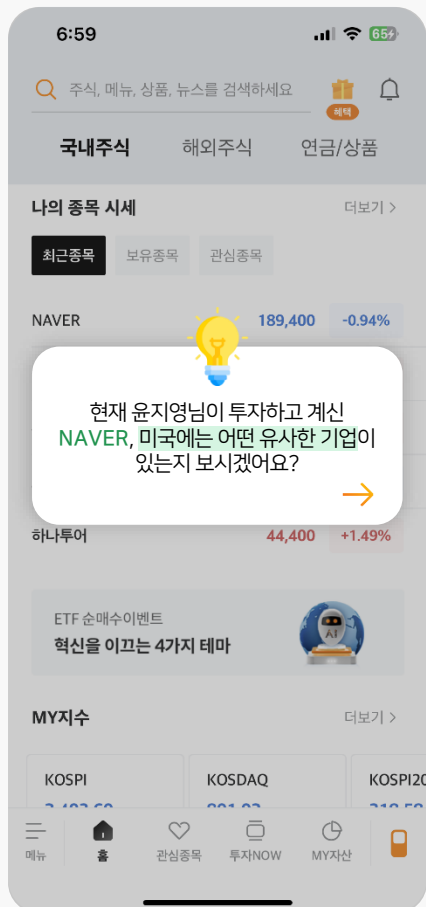 6:59
65
주식, 메뉴, 상품, 뉴스를 검색하세요
혜택
국내주식 해외주식 연금/상품
나의 종목 시세 더보기 >
최근종목 보유종목 관심종목
NAVER 189,400 -0.94%
현재 윤지영님이 투자하고 계신
NAVER, 미국에는 어떤 유사한 기업이
있는지 보시겠어요?
하나투어 44,400 +1.49%
ETF 순매수이벤트
혁신을 이끄는 4가지 테마
AI
MY지수 더보기 >
KOSPI KOSDAQ KOSPI20
메뉴 홈 관심종목 투자NOW MY자산